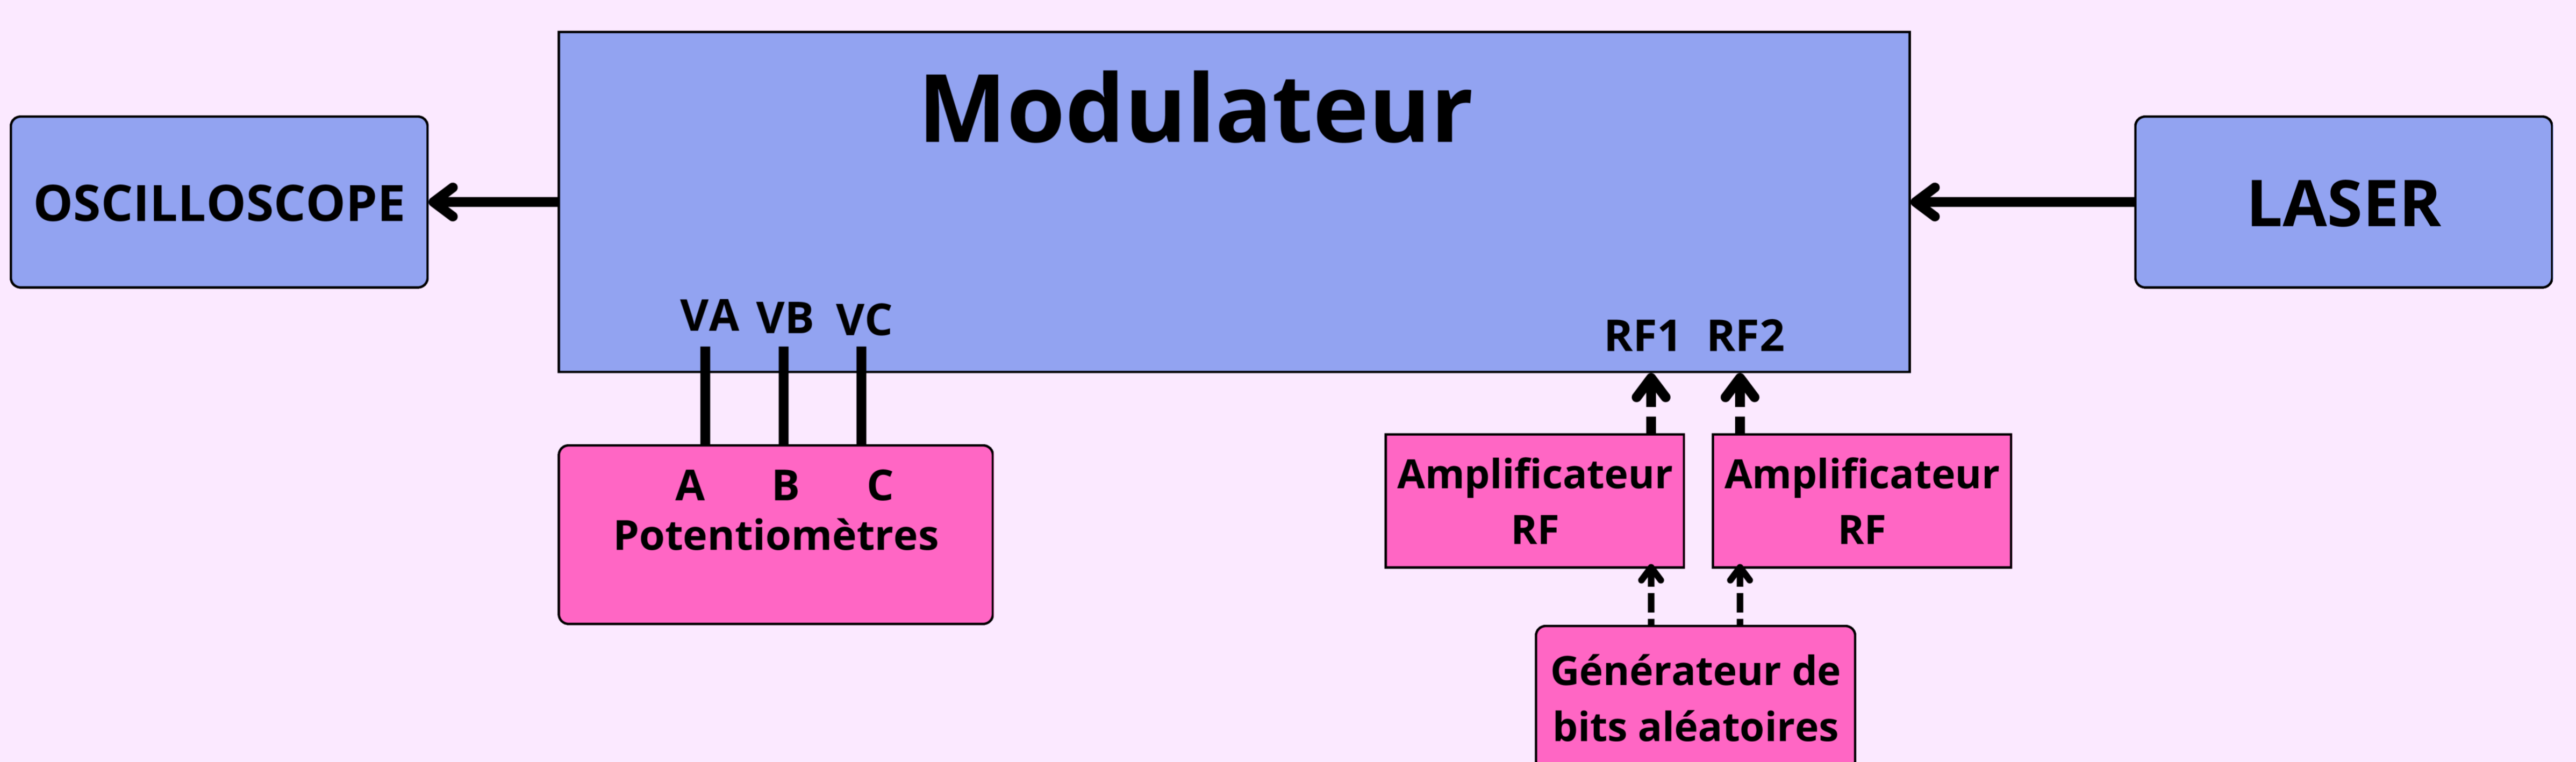 Modulateur
OSCILLOSCOPE
LASER
VA VB VC
RF1 RF2
A B C
Potentiomètres
Amplificateur
RF
Amplificateur
RF
Générateur de
bits aléatoires